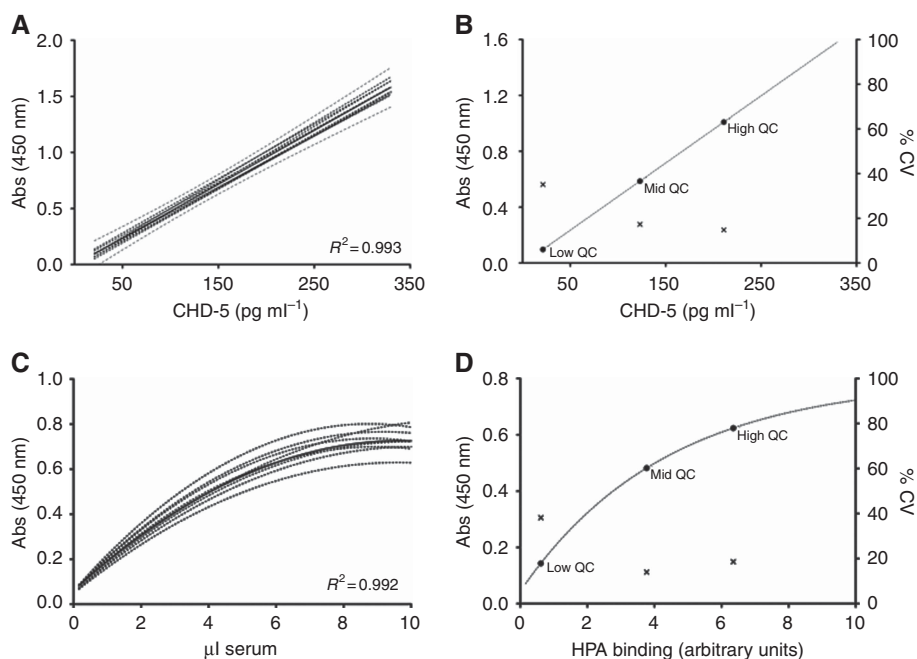 A
2.0
1.5
1.0
0.5
0.0
Abs (450 nm)
50
150
250
350
CHD-5 (pg ml⁻¹)
R² = 0.993
B
1.6
1.2
0.8
0.4
0.0
Abs (450 nm)
100
80
60
40
20
0
% CV
High QC
Mid QC
Low QC
50
150
250
350
CHD-5 (pg ml⁻¹)
C
1.0
0.8
0.6
0.4
0.2
0.0
Abs (450 nm)
R² = 0.992
0
2
4
6
8
10
µl serum
D
0.8
0.6
0.4
0.2
0.0
Abs (450 nm)
100
80
60
40
20
0
% CV
High QC
Mid QC
Low QC
0
2
4
6
8
10
HPA binding (arbitrary units)